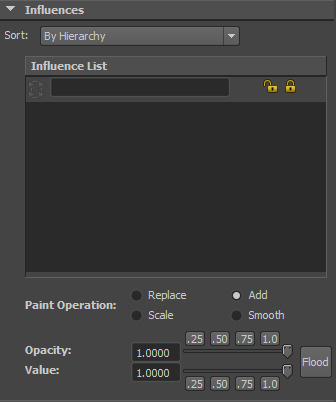 Influences
Sort: By Hierarchy
Influence List
Paint Operation: Replace Add
Scale Smooth
.25 .50 .75 1.0
Opacity: 1.0000
Value: 1.0000 Flood
.25 .50 .75 1.0